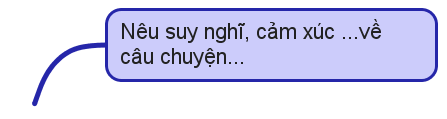 Nêu suy nghĩ, cảm xúc ...về
câu chuyện...